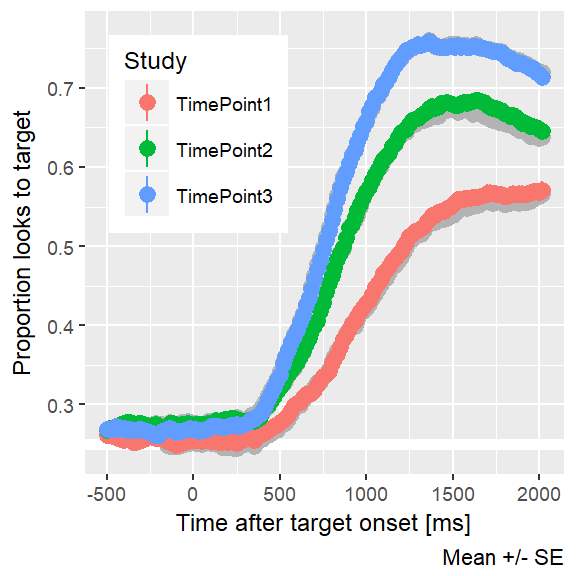 Study
TimePoint1
TimePoint2
TimePoint3
Proportion looks to target
0.7
0.6
0.5
0.4
0.3
-500 0 500 1000 1500 2000
Time after target onset [ms]
Mean +/- SE